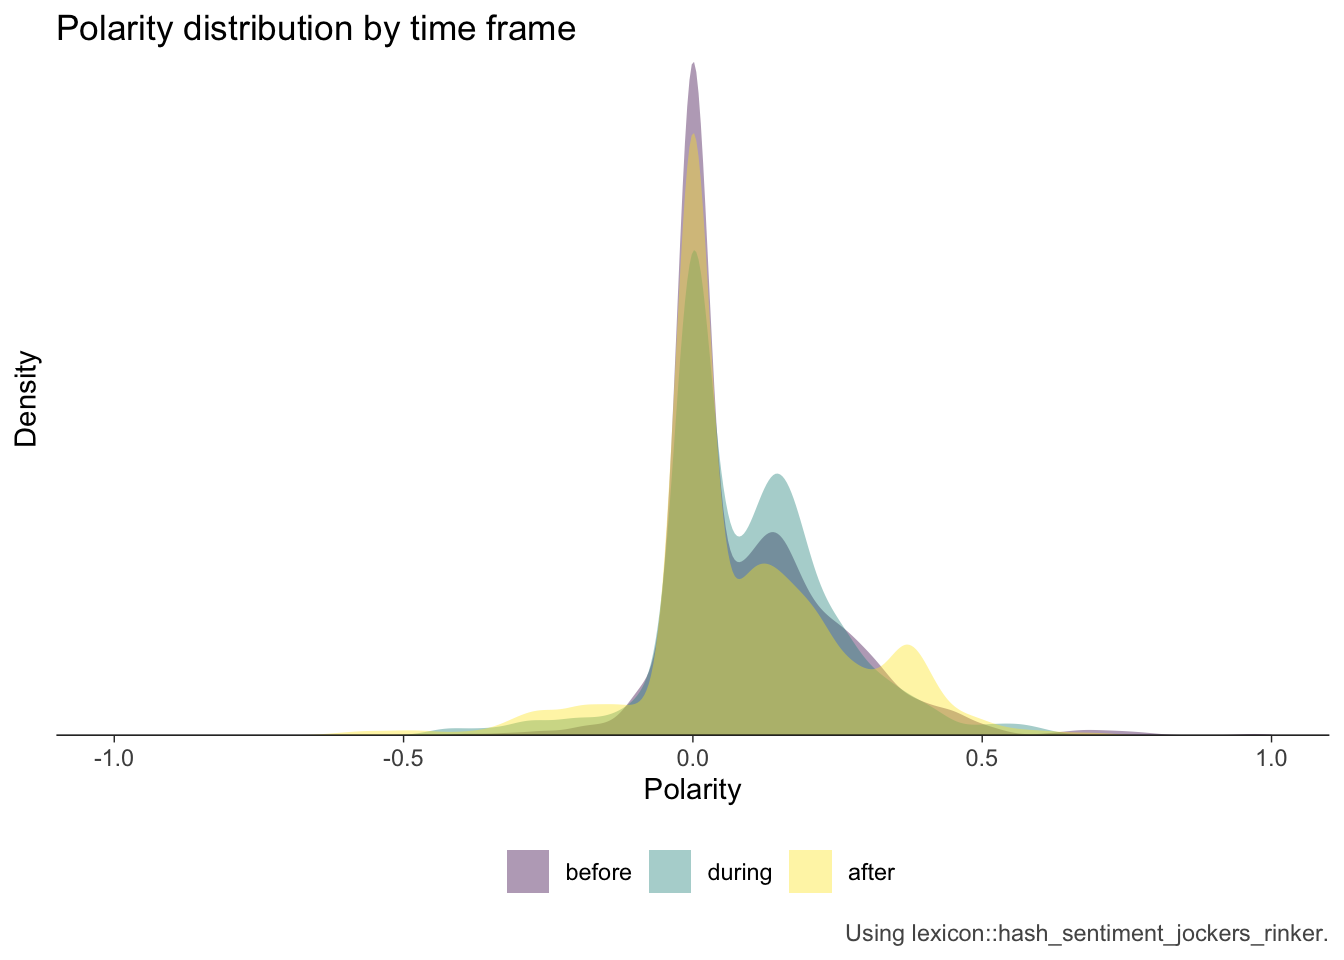 Polarity distribution by time frame
Density
-1.0 -0.5 0.0 0.5 1.0
Polarity
before during after
Using lexicon::hash_sentiment_jockers_rinker.